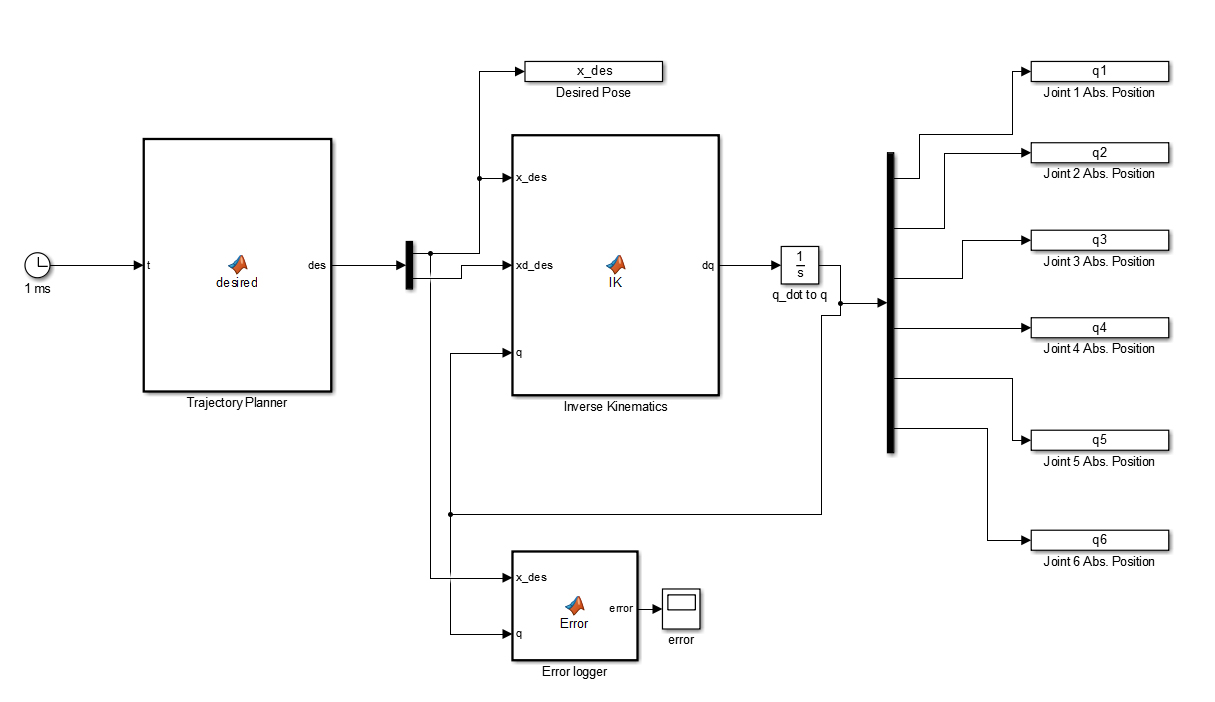 x_des
Desired Pose
q1
Joint 1 Abs. Position
q2
Joint 2 Abs. Position
x_des
t
desired
des
xd_des
IK
dq
1
s
q_dot to q
q3
Joint 3 Abs. Position
1 ms
q
q4
Joint 4 Abs. Position
Trajectory Planner
Inverse Kinematics
q5
Joint 5 Abs. Position
q6
Joint 6 Abs. Position
x_des
error
Error
q
error
Error logger